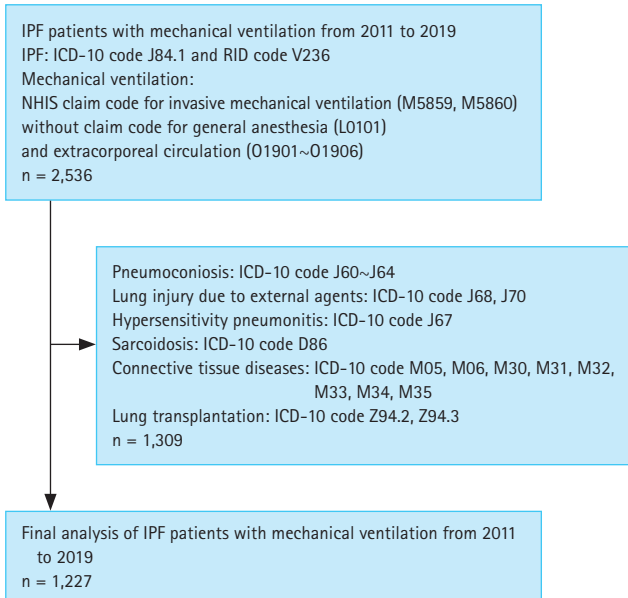 IPF patients with mechanical ventilation from 2011 to 2019
IPF: ICD-10 code J84.1 and RID code V236
Mechanical ventilation:
NHIS claim code for invasive mechanical ventilation (M5859, M5860)
without claim code for general anesthesia (L0101)
and extracorporeal circulation (O1901~O1906)
n = 2,536
Pneumoconiosis: ICD-10 code J60~J64
Lung injury due to external agents: ICD-10 code J68, J70
Hypersensitivity pneumonitis: ICD-10 code J67
Sarcoidosis: ICD-10 code D86
Connective tissue diseases: ICD-10 code M05, M06, M30, M31, M32,
M33, M34, M35
Lung transplantation: ICD-10 code Z94.2, Z94.3
n = 1,309
Final analysis of IPF patients with mechanical ventilation from 2011
to 2019
n = 1,227